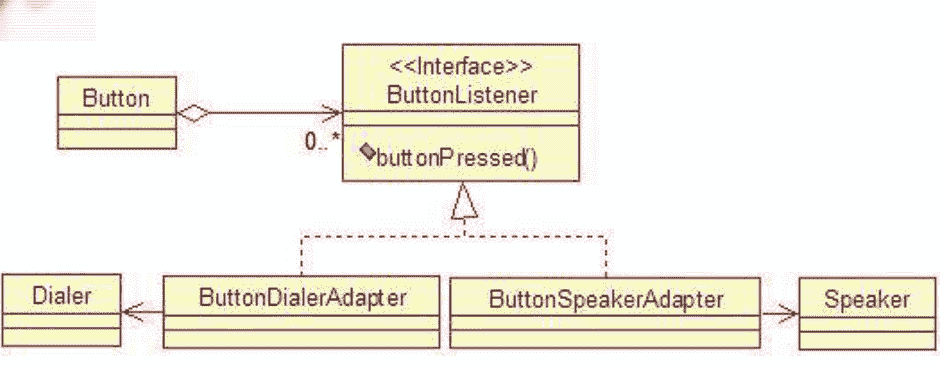 <<Interface>>
Button
ButtonListener
0..*
buttonPressed()
Dialer
ButtonDialerAdapter
ButtonSpeakerAdapter
Speaker